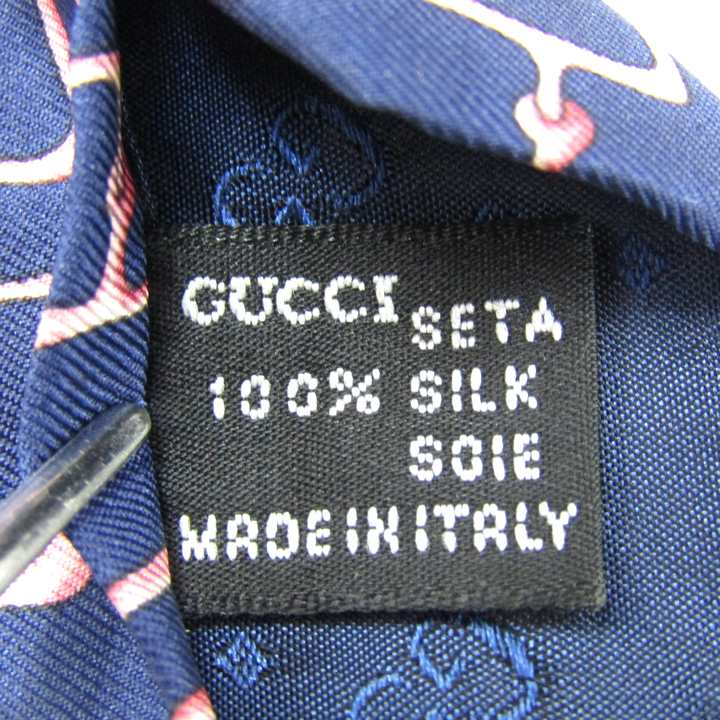 GUCCI
SETA
100% SILK
SOIE
MADE IN ITALY